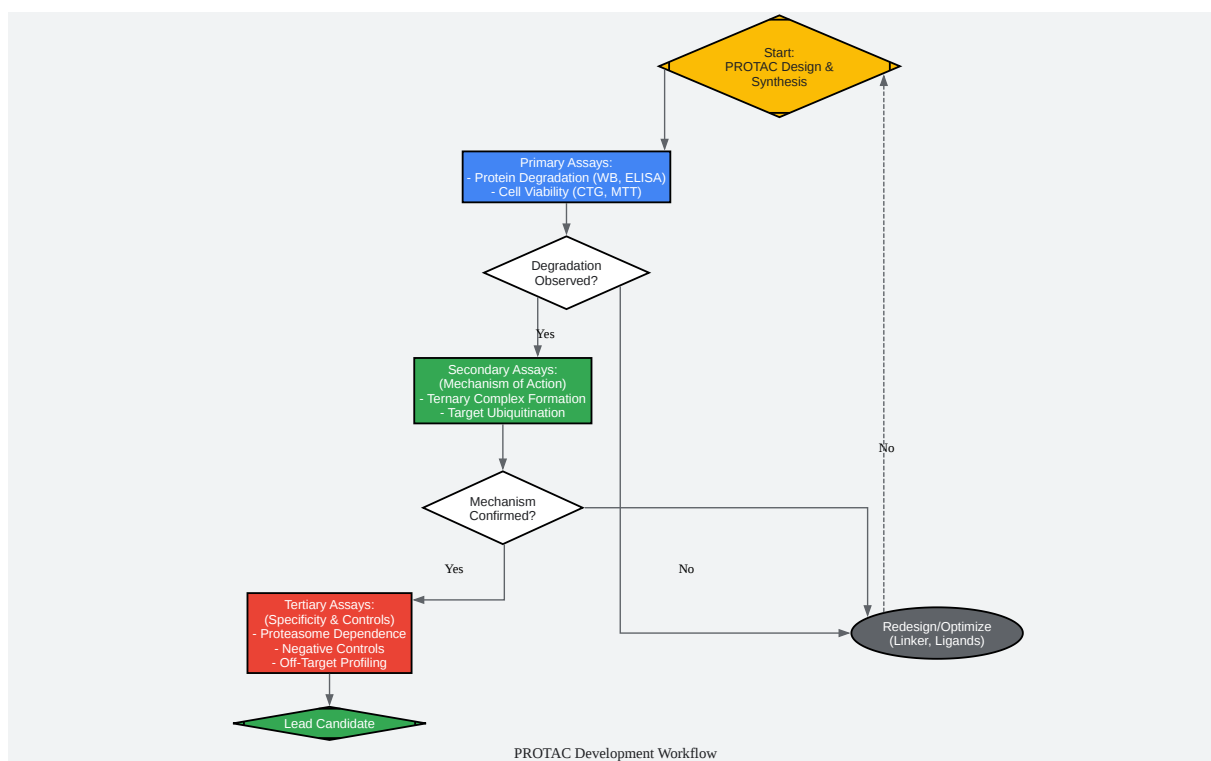 Start:
PROTAC Design &
Synthesis
Primary Assays:
- Protein Degradation (WB, ELISA)
- Cell Viability (CTG, MTT)
Degradation
Observed?
Yes
Secondary Assays:
(Mechanism of Action)
- Ternary Complex Formation
- Target Ubiquitination
No
Mechanism
Confirmed?
Yes
No
Tertiary Assays:
(Specificity & Controls)
- Proteasome Dependence
- Negative Controls
- Off-Target Profiling
Redesign/Optimize
(Linker, Ligands)
Lead Candidate
PROTAC Development Workflow